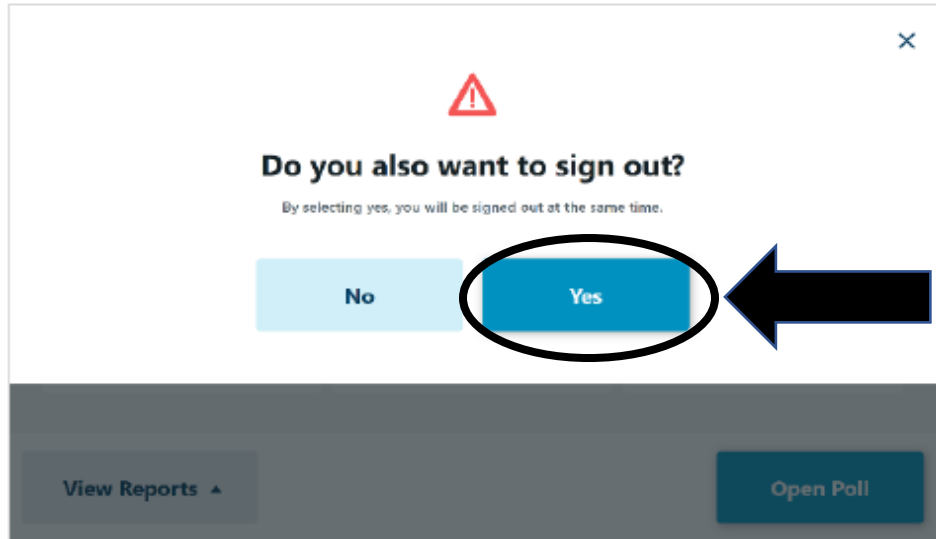 Do you also want to sign out?
By selecting yes, you will be signed out at the same time.
No
Yes
View Reports
Open Poll